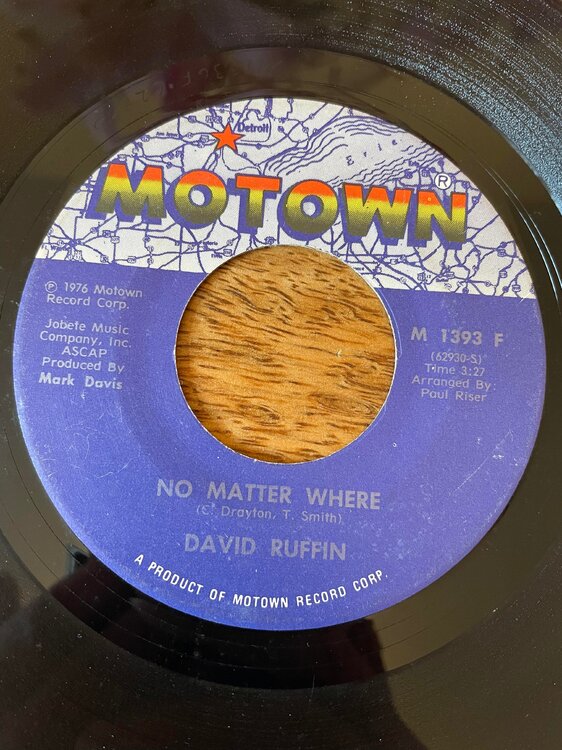 Detroit
Erie
MOTOWN®
℗ 1976 Motown
Record Corp.
Jobete Music
Company, Inc.
ASCAP
Produced By
Mark Davis
M 1393 F
(62930-S)
Time 3:27
Arranged By:
Paul Riser
NO MATTER WHERE
(C. Drayton, T. Smith)
DAVID RUFFIN
A PRODUCT OF MOTOWN RECORD CORP.